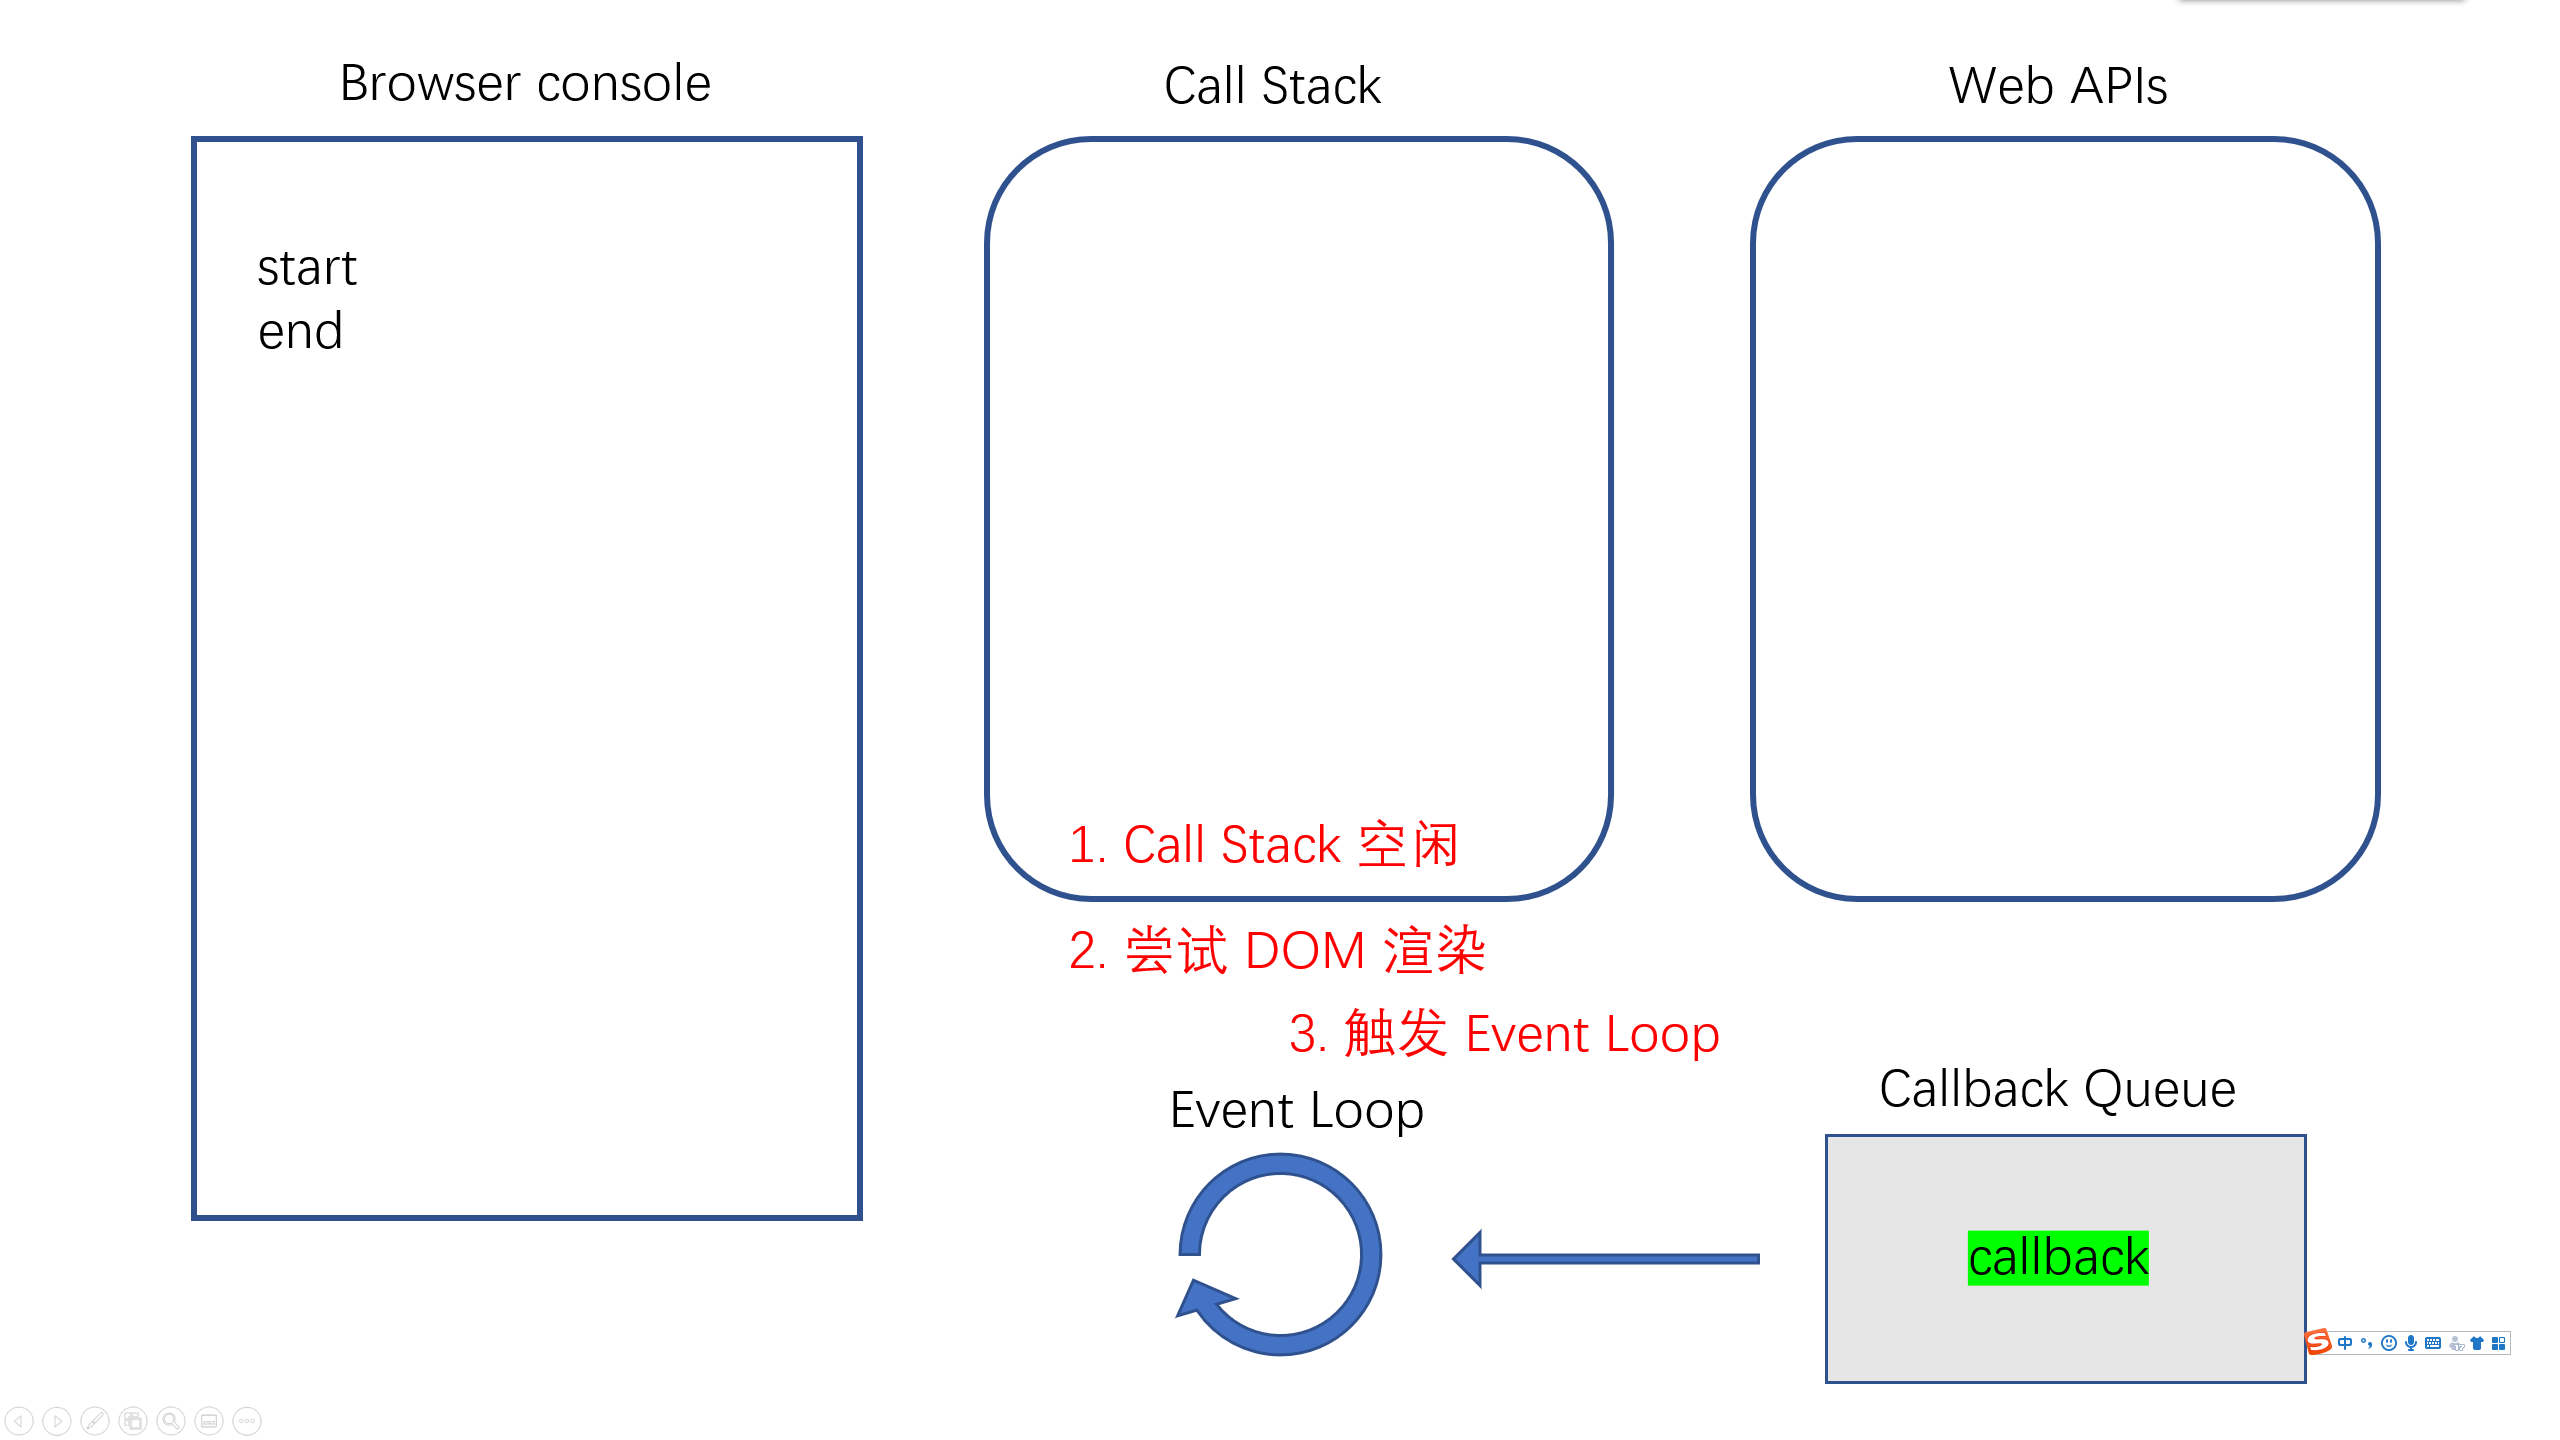 Browser console
Call Stack
Web APIs
start
end
1. Call Stack 空闲
2. 尝试 DOM 渲染
3. 触发 Event Loop
Event Loop
Callback Queue
callback
中